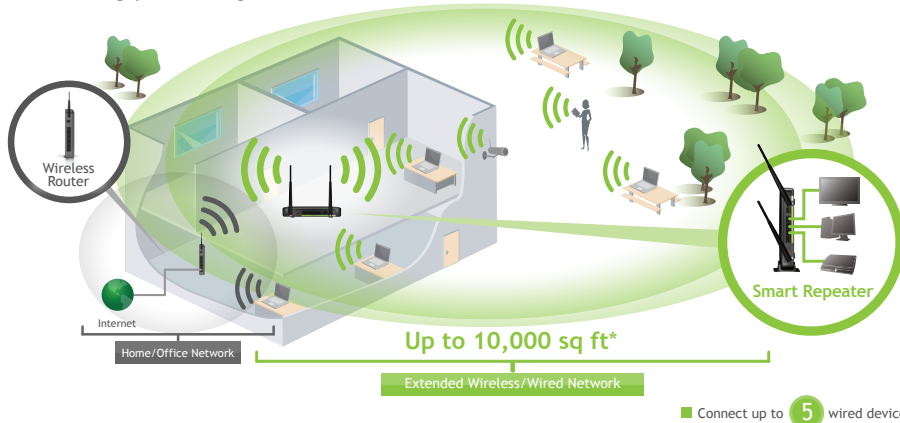 Wireless
Router
Smart Repeater
Internet
Home/Office Network
Up to 10,000 sq ft*
Extended Wireless/Wired Network
Connect up to 5 wired device